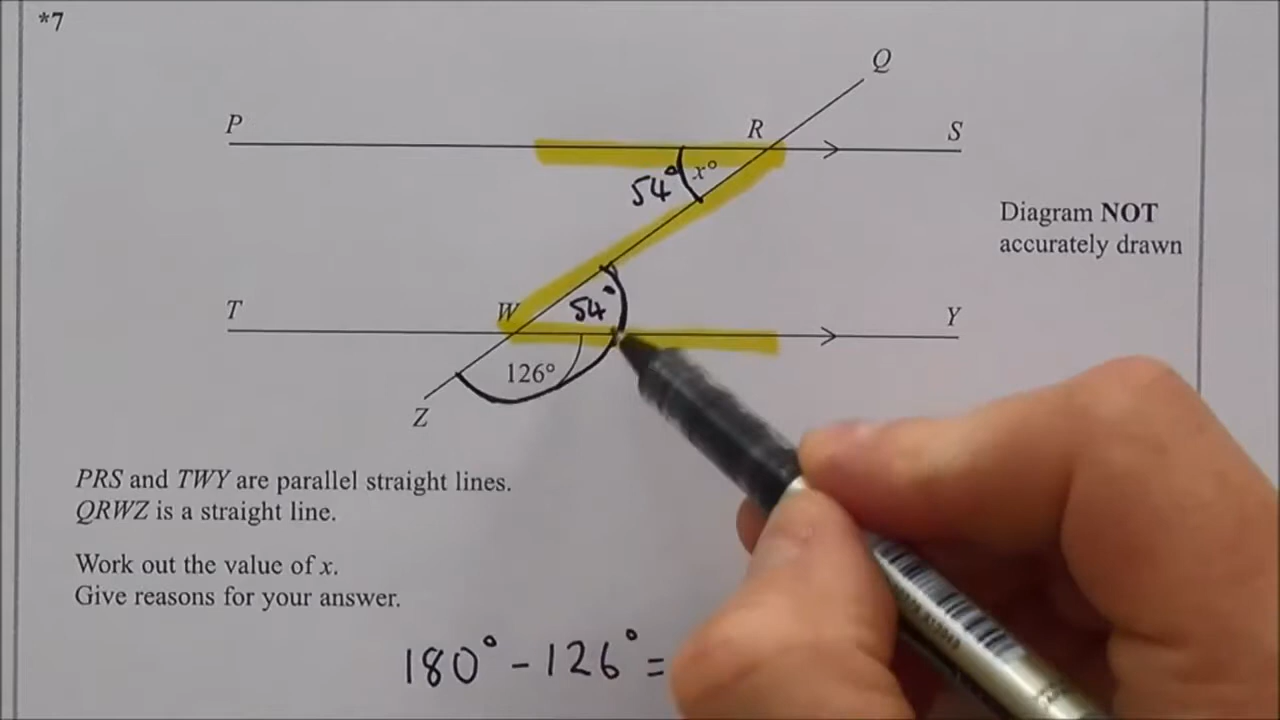 *7
Q
P
R
S
54° x°
Diagram NOT
accurately drawn
T
W
54°
Y
126°
Z
PRS and TWY are parallel straight lines.
QRWZ is a straight line.
Work out the value of x.
Give reasons for your answer.
180° - 126° =